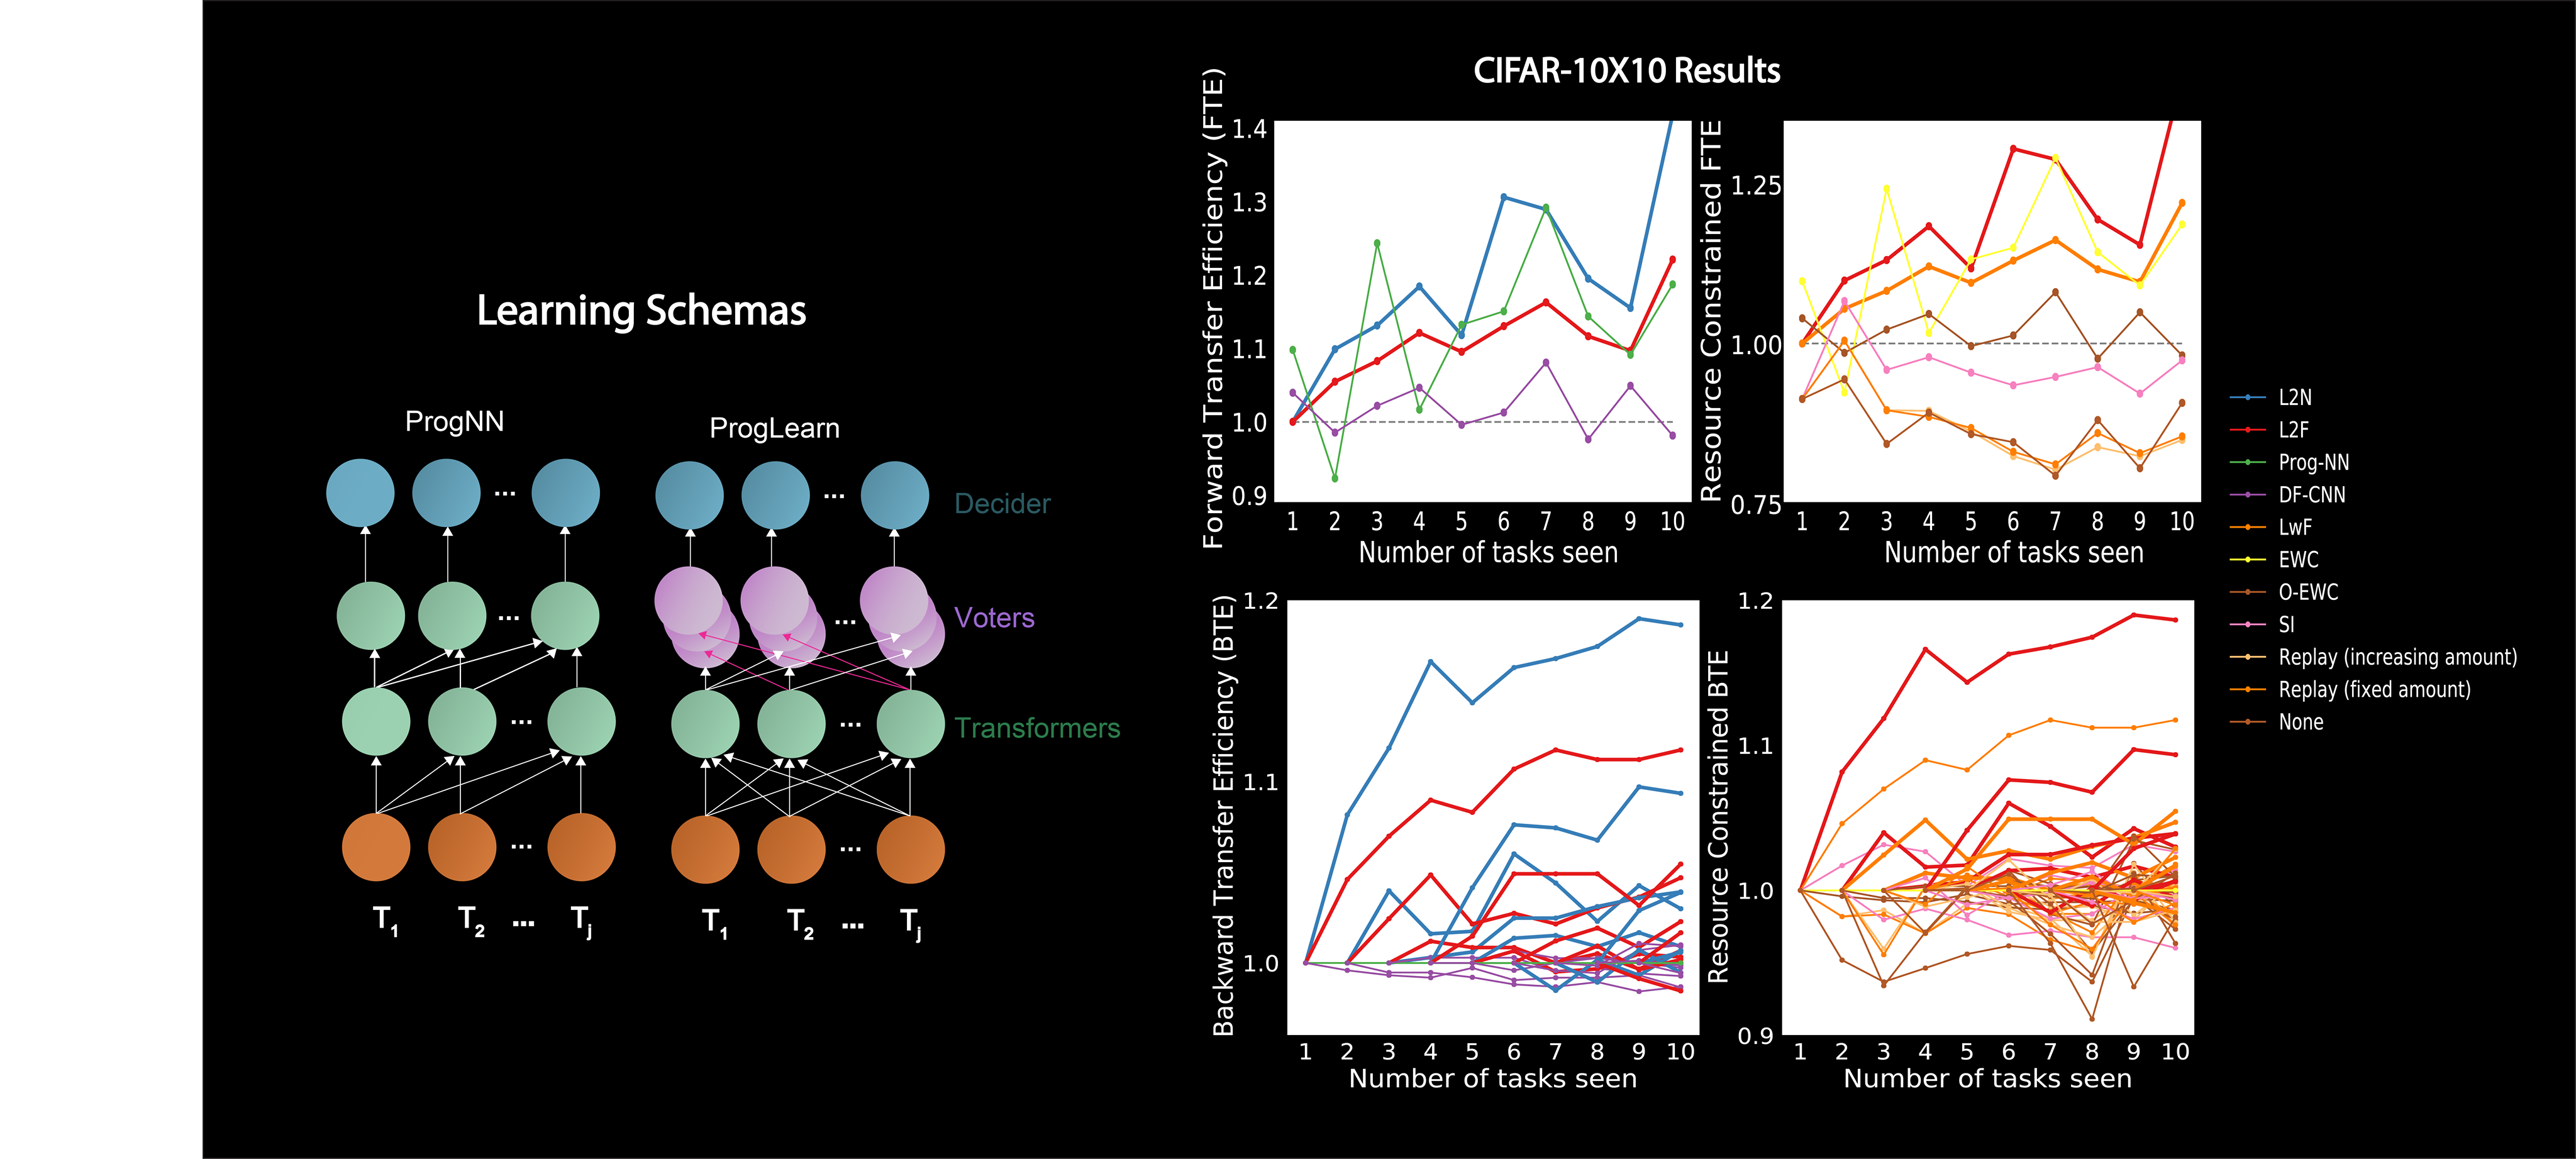 CIFAR-10X10 Results
Learning Schemas
ProgNN
ProgLearn
...
...
Decider
...
...
Voters
...
...
Transformers
...
...
T1
T2
...
Tj
T1
T2
...
Tj
Forward Transfer Efficiency (FTE)
1.4
1.3
1.2
1.1
1.0
0.9
1 2 3 4 5 6 7 8 9 10
Number of tasks seen
Resource Constrained FTE
1.25
1.00
0.75
1 2 3 4 5 6 7 8 9 10
Number of tasks seen
Backward Transfer Efficiency (BTE)
1.2
1.1
1.0
1 2 3 4 5 6 7 8 9 10
Number of tasks seen
Resource Constrained BTE
1.2
1.1
1.0
0.9
1 2 3 4 5 6 7 8 9 10
Number of tasks seen
L2N
L2F
Prog-NN
DF-CNN
LwF
EWC
O-EWC
SI
Replay (increasing amount)
Replay (fixed amount)
None